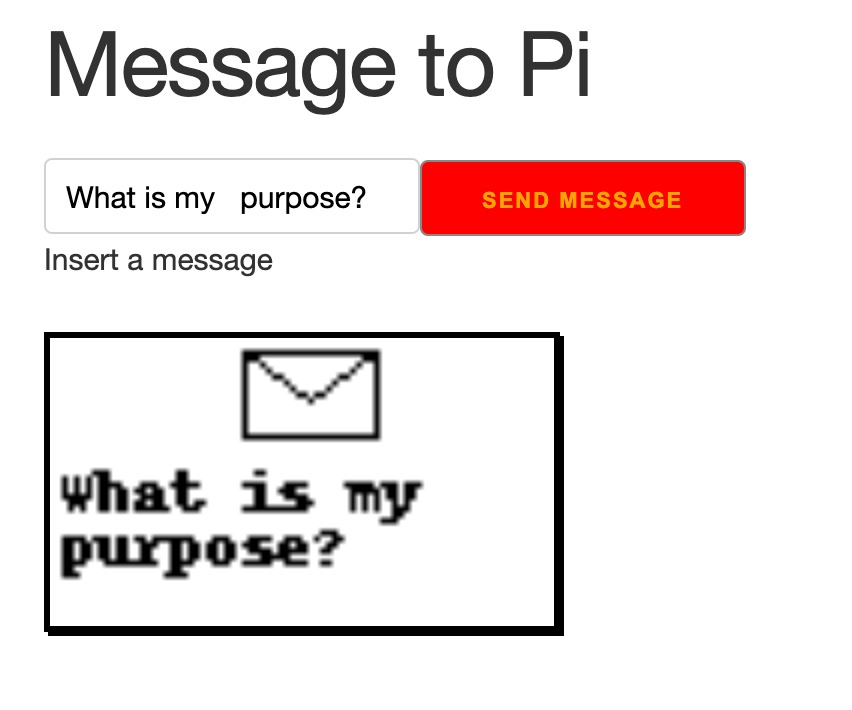 Message to Pi
What is my   purpose?
SEND MESSAGE
Insert a message
What is my
purpose?